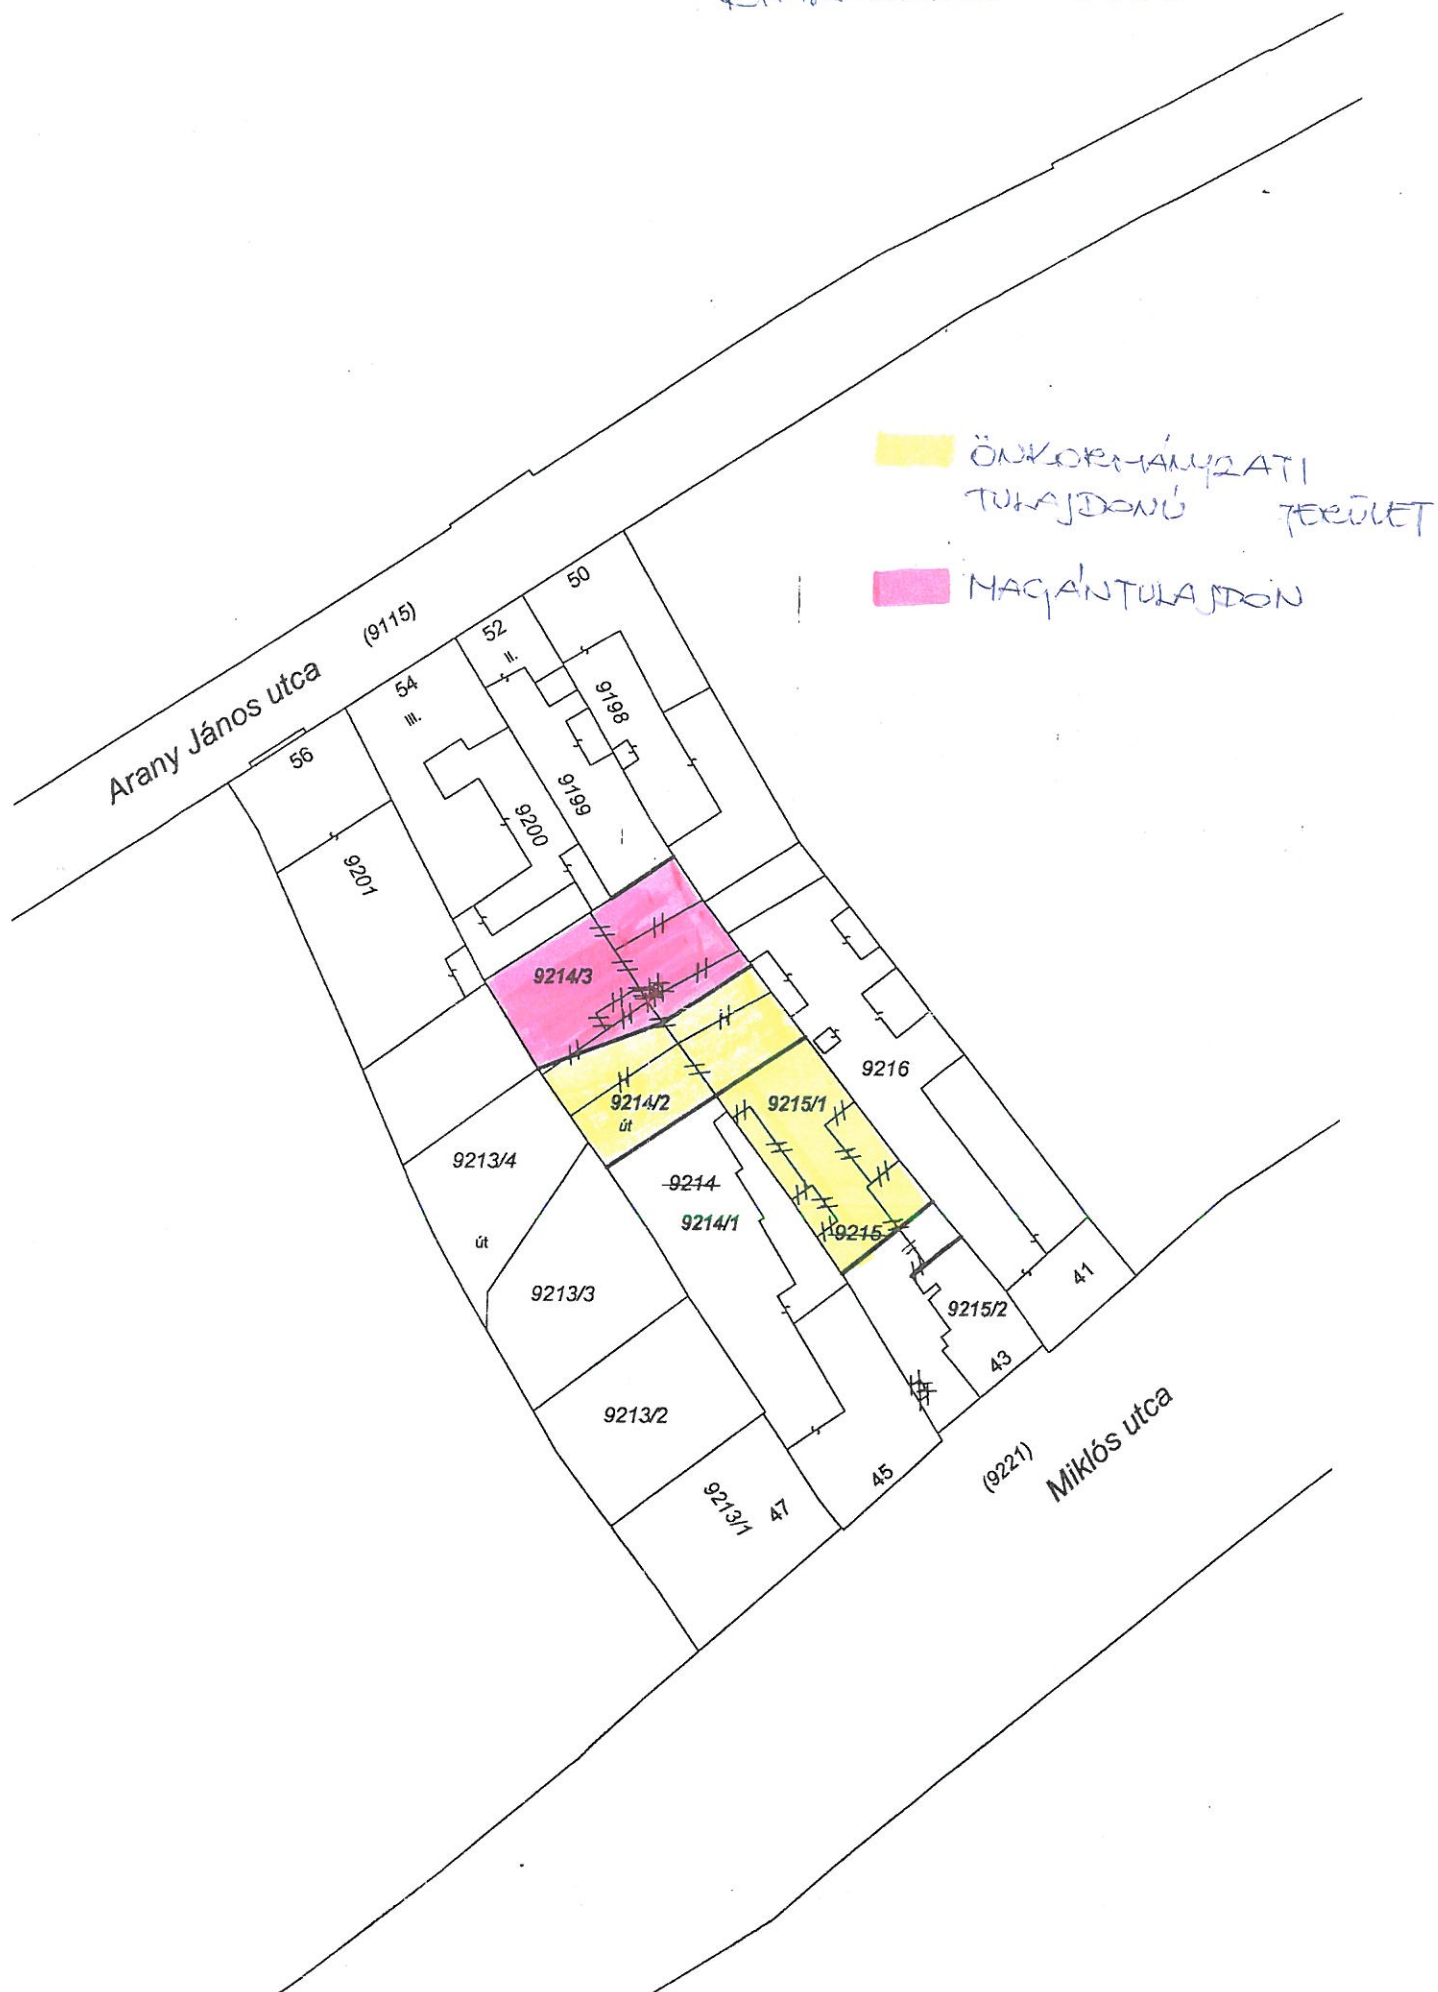 ÖNKORMÁNYZATI
TULAJDONÚ TERÜLET
MAGÁNTULAJDON
50
(9115)
52
II.
54
III.
Arany János utca
56
9198
9199
9200
9201
9214/3
9216
9214/2
út
9215/1
9213/4
9214
9214/1
9215
út
9213/3
9215/2
41
43
9213/2
45
(9221)
Miklós utca
9213/1
47